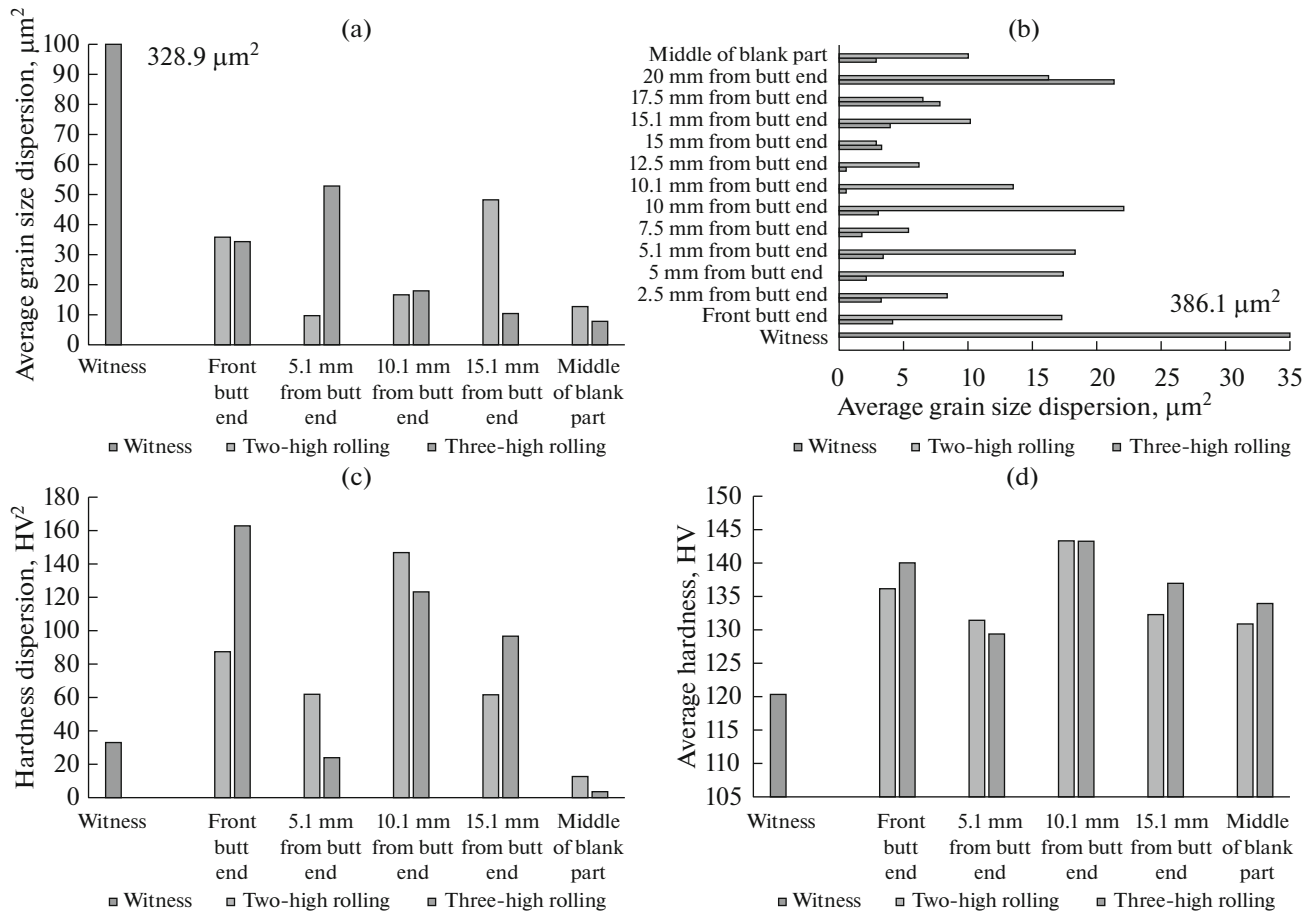 (a)
Average grain size dispersion, μm²
100
90
80
70
60
50
40
30
20
10
0
328.9 μm²
Witness
Front
butt
end
5.1 mm
from butt
end
10.1 mm
from butt
end
15.1 mm
from butt
end
Middle
of blank
part
Witness Two-high rolling Three-high rolling
(b)
Middle of blank part
20 mm from butt end
17.5 mm from butt end
15.1 mm from butt end
15 mm from butt end
12.5 mm from butt end
10.1 mm from butt end
10 mm from butt end
7.5 mm from butt end
5.1 mm from butt end
5 mm from butt end
2.5 mm from butt end
Front butt end
Witness
386.1 μm²
0 5 10 15 20 25 30 35
Average grain size dispersion, μm²
Witness Two-high rolling Three-high rolling
(c)
Hardness dispersion, HV²
180
160
140
120
100
80
60
40
20
0
Witness
Front
butt
end
5.1 mm
from butt
end
10.1 mm
from butt
end
15.1 mm
from butt
end
Middle
of blank
part
Witness Two-high rolling Three-high rolling
(d)
Average hardness, HV
150
145
140
135
130
125
120
115
110
105
Witness
Front
butt
end
5.1 mm
from butt
end
10.1 mm
from butt
end
15.1 mm
from butt
end
Middle
of blank
part
Witness Two-high rolling Three-high rolling